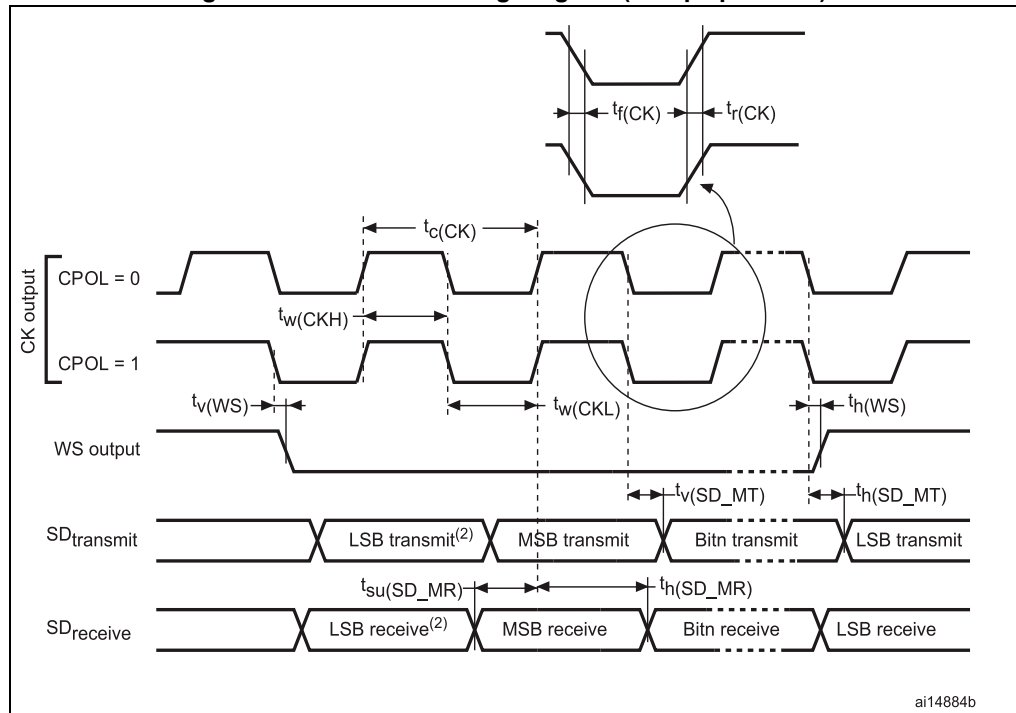 tf(CK)
tr(CK)
tc(CK)
CK output
CPOL = 0
tw(CKH)
CPOL = 1
tv(WS)
tw(CKL)
th(WS)
WS output
tv(SD_MT)
th(SD_MT)
SDtransmit
LSB transmit(2)
MSB transmit
Bitn transmit
LSB transmit
tsu(SD_MR)
th(SD_MR)
SDreceive
LSB receive(2)
MSB receive
Bitn receive
LSB receive
ai14884b